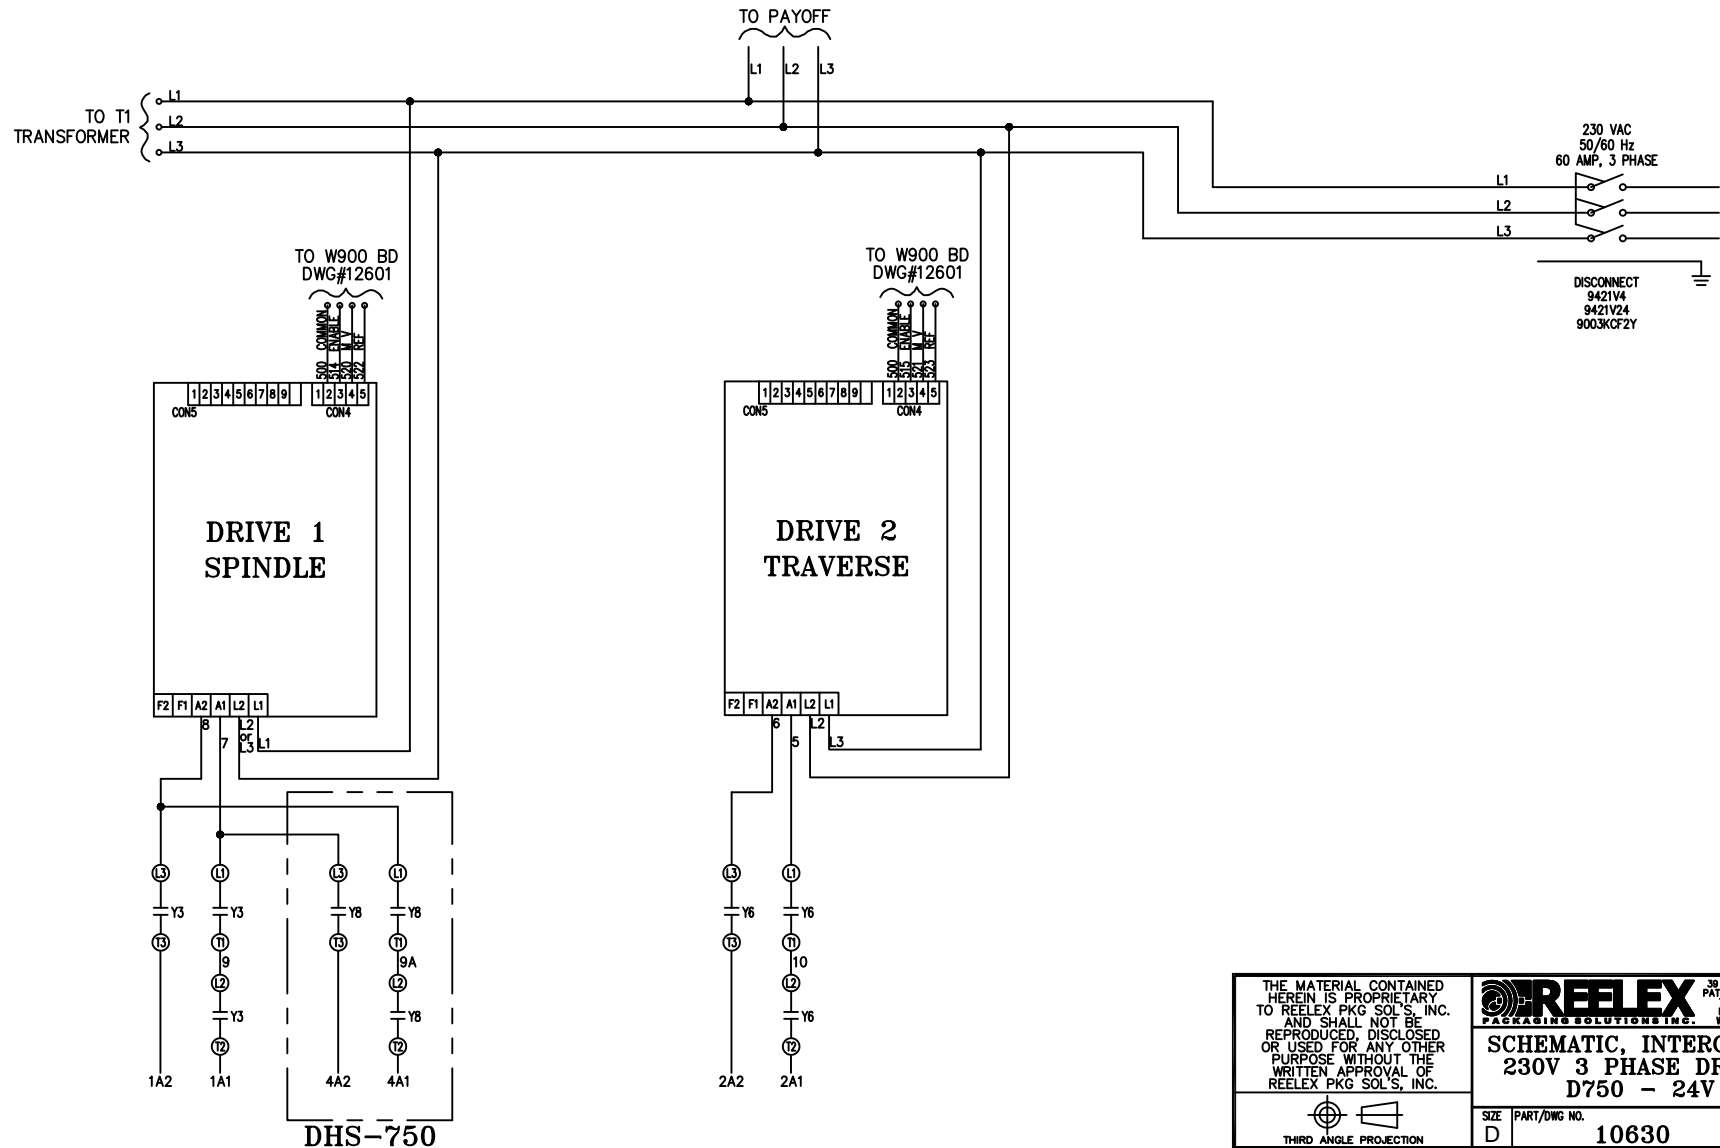 TO PAYOFF
L1 L2 L3
TO T1
TRANSFORMER
L1
L2
L3
230 VAC
50/60 Hz
60 AMP, 3 PHASE
L1
L2
L3
DISCONNECT
9421V4
9421V24
9003KCF2Y
TO W900 BD
DWG#12601
500 COMMON
514 ENABLE
520 M V
522 REF
1 2 3 4 5 6 7 8 9
CON5
1 2 3 4 5
CON4
DRIVE 1
SPINDLE
F2 F1 A2 A1 L2 L1
8
7
L2
or
L3
L1
TO W900 BD
DWG#12601
500 COMMON
515 ENABLE
521 M V
523 REF
1 2 3 4 5 6 7 8 9
CON5
1 2 3 4 5
CON4
DRIVE 2
TRAVERSE
F2 F1 A2 A1 L2 L1
6
5
L2
L3
L3 L1 L3 L1
Y3 Y3 Y8 Y8
T3 T1 T3 T1
9 9A
L2 L2
Y3 Y8
T2 T2
1A2 1A1 4A2 4A1
DHS-750
L3 L1
Y6 Y6
T3 T1
10
L2
Y6
T2
2A2 2A1
THE MATERIAL CONTAINED
HEREIN IS PROPRIETARY
TO REELEX PKG SOL'S, INC.
AND SHALL NOT BE
REPRODUCED, DISCLOSED
OR USED FOR ANY OTHER
PURPOSE WITHOUT THE
WRITTEN APPROVAL OF
REELEX PKG SOL'S, INC.
THIRD ANGLE PROJECTION
REELEX
PACKAGING SOLUTIONS INC.
39
PAT
SCHEMATIC, INTERC
230V 3 PHASE DR
D750 - 24V
SIZE
D
PART/DWG NO.
10630